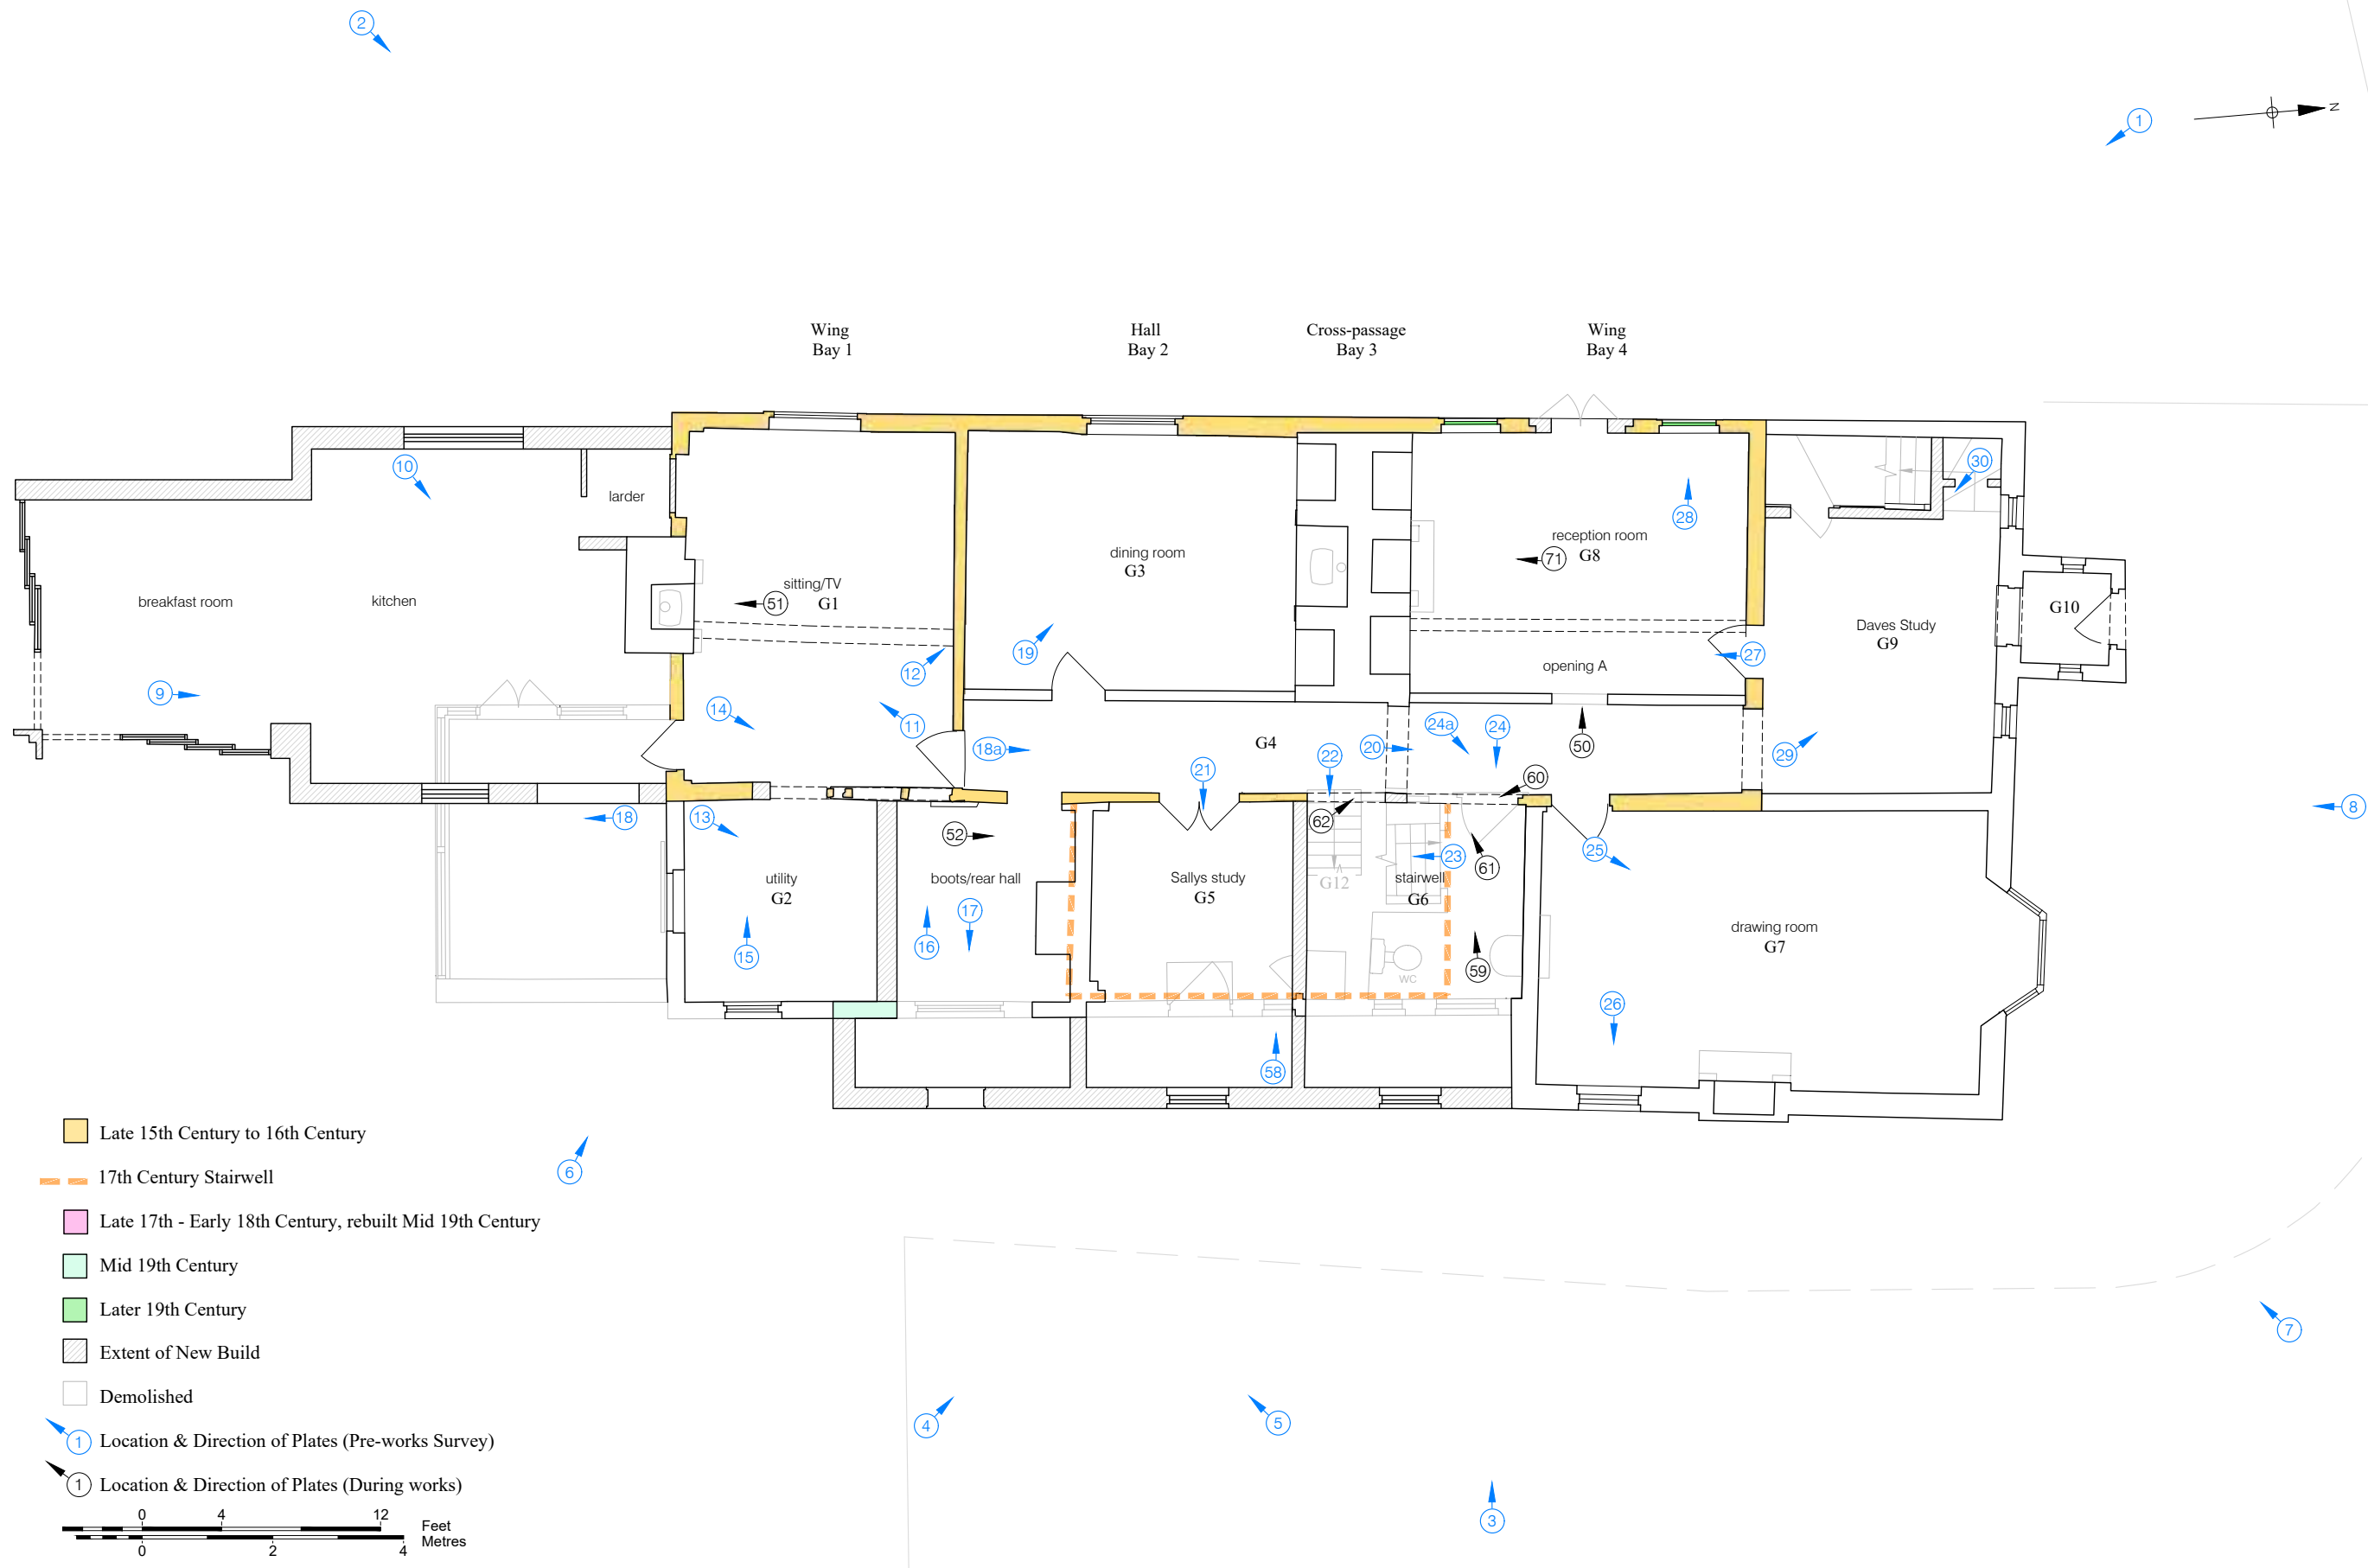 2
1
N
Wing
Bay 1
Hall
Bay 2
Cross-passage
Bay 3
Wing
Bay 4
10
larder
30
28
dining room
G3
reception room
G8
71
breakfast room
kitchen
sitting/TV
51
G1
G10
Daves Study
G9
19
12
opening A
27
9
14
11
18a
G4
24a
24
20
50
29
22
21
60
18
13
52
62
8
25
23
61
utility
G2
boots/rear hall
Sallys study
G5
G12
stairwell
G6
17
16
15
drawing room
G7
59
WC
26
58
Late 15th Century to 16th Century
6
17th Century Stairwell
Late 17th - Early 18th Century, rebuilt Mid 19th Century
Mid 19th Century
Later 19th Century
7
Extent of New Build
Demolished
4
5
1 Location & Direction of Plates (Pre-works Survey)
1 Location & Direction of Plates (During works)
3
0 4 12
Feet
Metres
0 2 4